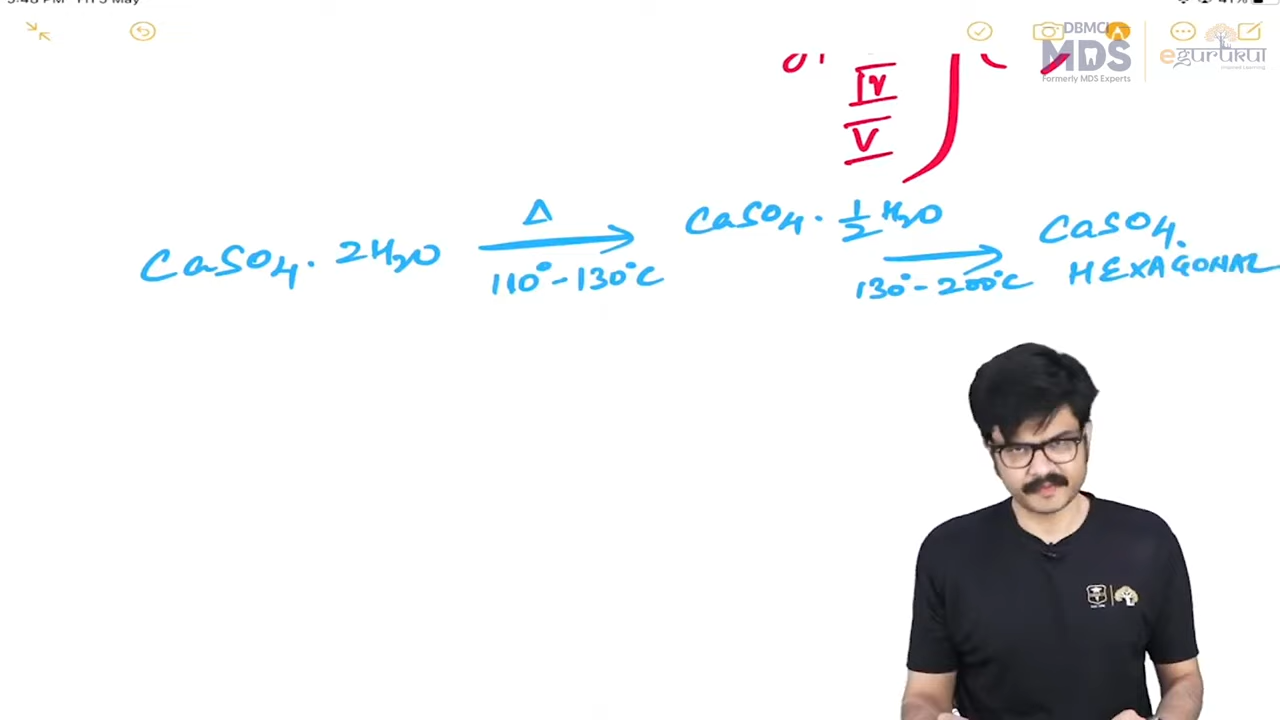 DBMCI
MDS
Formerly MDS Experts
egurukul
IV
V
CaSO4. 2H2O
Δ
110°-130°C
CaSO4. 1/2 H2O
130°-200°C
CaSO4.
HEXAGONAL